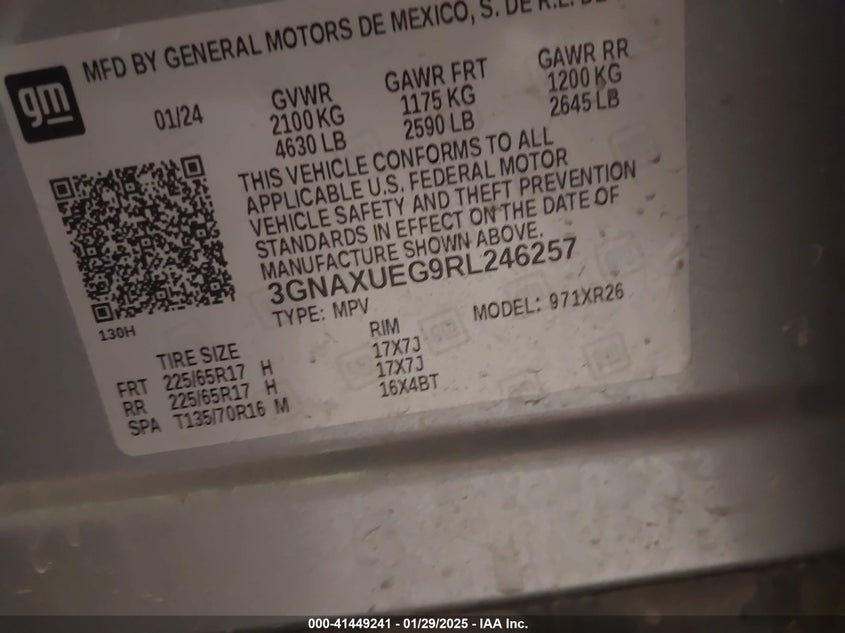 MFD BY GENERAL MOTORS DE MEXICO, S. DE R.L. DE
gm
01/24
GVWR GAWR FRT GAWR RR
2100 KG 1175 KG 1200 KG
4630 LB 2590 LB 2645 LB
THIS VEHICLE CONFORMS TO ALL
APPLICABLE U.S. FEDERAL MOTOR
VEHICLE SAFETY AND THEFT PREVENTION
STANDARDS IN EFFECT ON THE DATE OF
MANUFACTURE SHOWN ABOVE.
3GNAXUEG9RL246257
TYPE: MPV MODEL: 971XR26
130H
TIRE SIZE RIM
FRT 225/65R17 H 17X7J
RR 225/65R17 H 17X7J
SPA T135/70R16 M 16X4BT
000-41449241 - 01/29/2025 - IAA Inc.